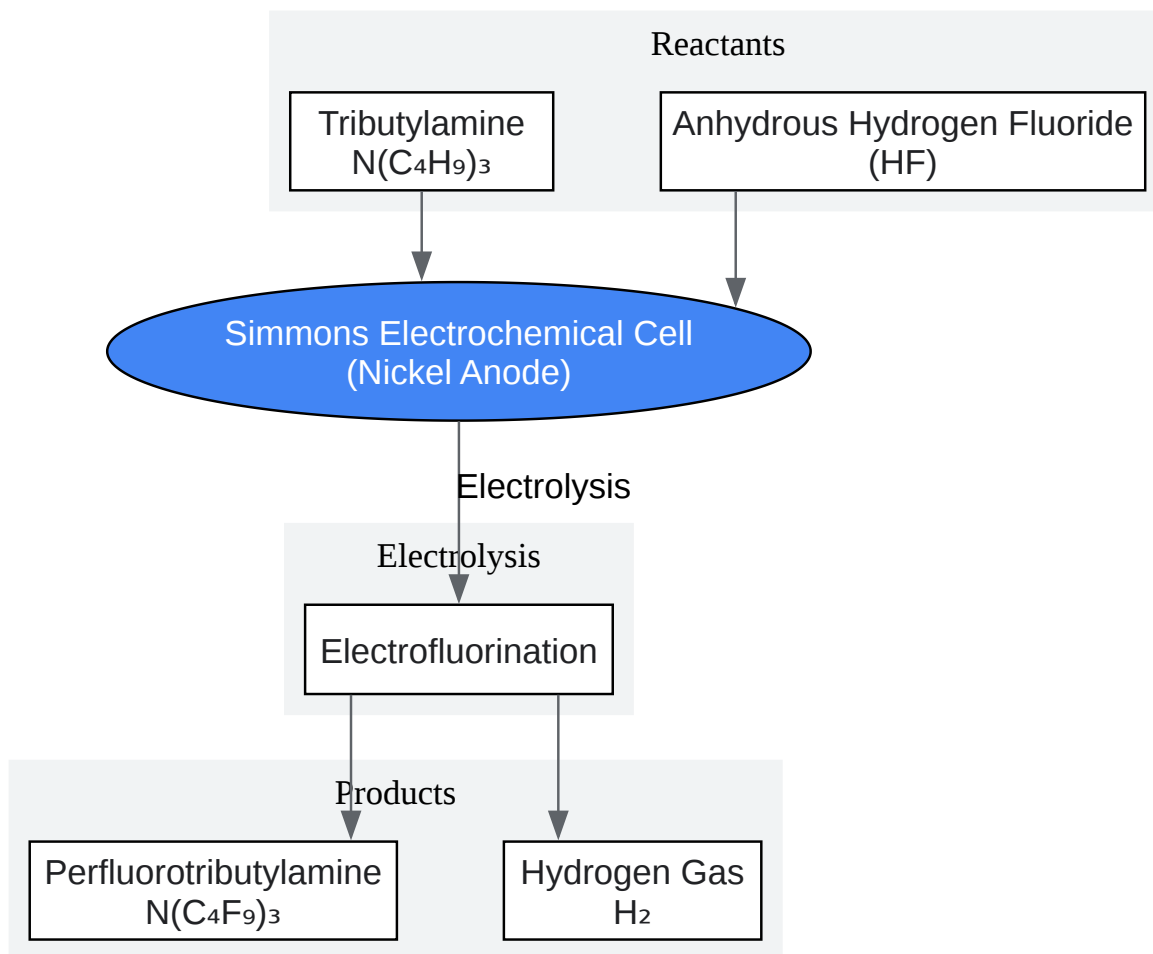 Reactants
Tributylamine
N(C₄H₉)₃
Anhydrous Hydrogen Fluoride
(HF)
Simmons Electrochemical Cell
(Nickel Anode)
Electrolysis
Electrolysis
Electrofluorination
Products
Perfluorotributylamine
N(C₄F₉)₃
Hydrogen Gas
H₂